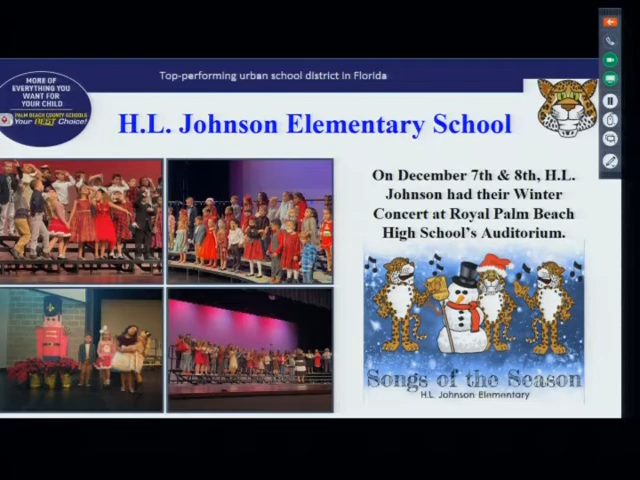 Top-performing urban school district in Florida
MORE OF
EVERYTHING YOU
WANT FOR
YOUR CHILD
PALM BEACH COUNTY SCHOOLS
Your BEST Choice!
H.L. Johnson Elementary School
On December 7th & 8th, H.L.
Johnson had their Winter
Concert at Royal Palm Beach
High School's Auditorium.
Songs of the Season
H.L. Johnson Elementary